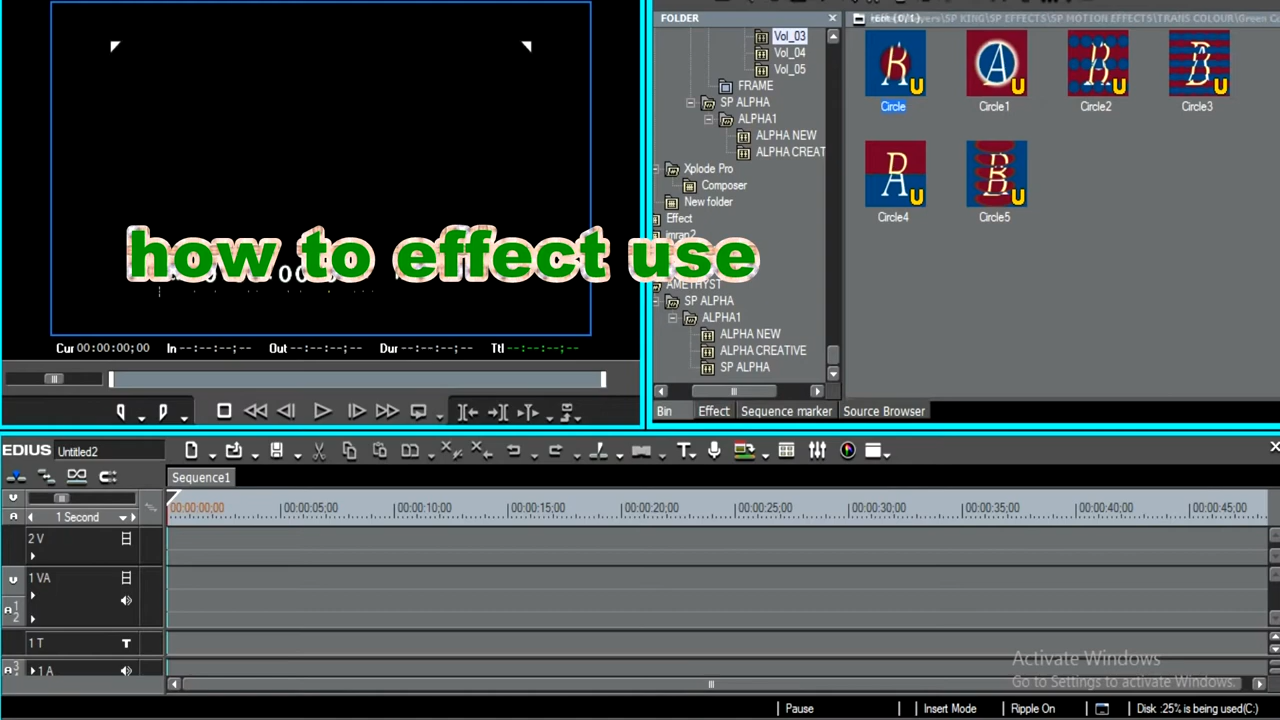 FOLDER
Vol_03
Vol_04
Vol_05
FRAME
SP ALPHA
ALPHA1
ALPHA NEW
ALPHA CREAT
Xplode Pro
Composer
New folder
Effect
SP ALPHA
ALPHA1
ALPHA NEW
ALPHA CREATIVE
SP ALPHA
Circle
Circle1
Circle2
Circle3
Circle4
Circle5
how to effect use
Cur 00:00:00;00 In --:--:--;-- Out --:--:--;-- Dur --:--:--;-- Ttl --:--:--;--
Bin Effect Sequence marker Source Browser
EDIUS Untitled2
Sequence1
1 Second
00:00:00;00 00:00:05;00 00:00:10;00 00:00:15;00 00:00:20;00 00:00:25;00 00:00:30;00 00:00:35;00 00:00:40;00 00:00:45;00
2 V
1 VA
1 T
1 A
Activate Windows
Go to Settings to activate Windows.
Pause Insert Mode Ripple On Disk :25% is being used(C:)